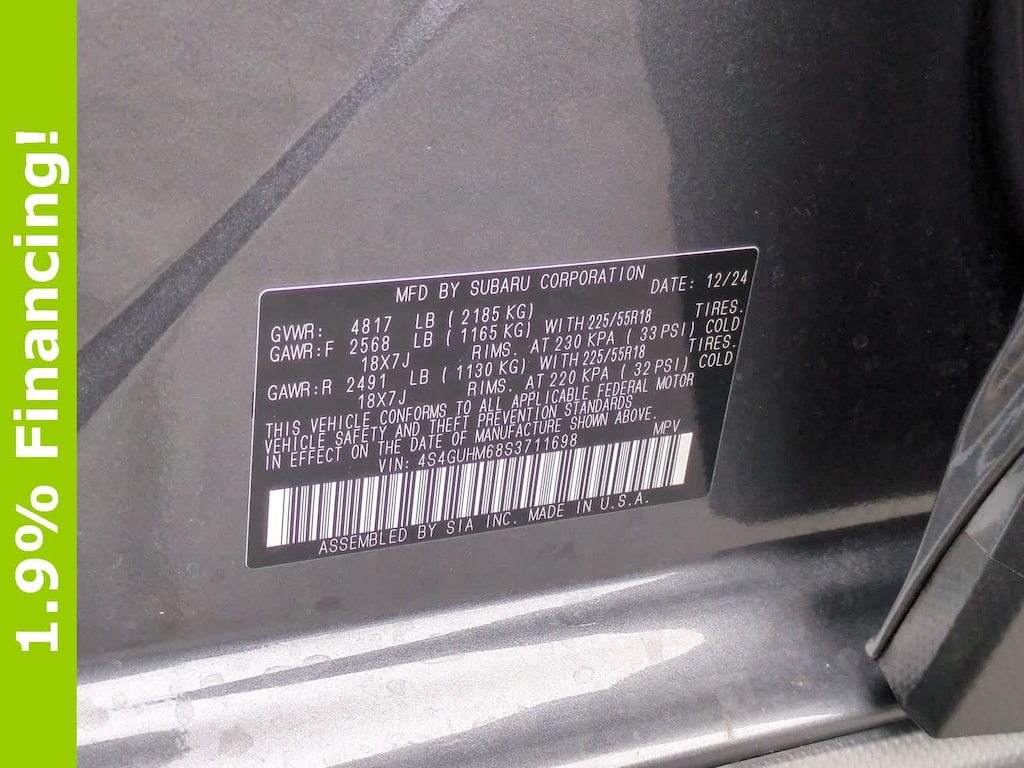 1.9% Financing!
MFD BY SUBARU CORPORATION DATE: 12/24
GVWR: 4817 LB ( 2185 KG)
GAWR:F 2568 LB ( 1165 KG) WITH 225/55R18 TIRES.
18X7J RIMS. AT 230 KPA ( 33 PSI) COLD
GAWR:R 2491 LB ( 1130 KG) WITH 225/55R18 TIRES.
18X7J RIMS. AT 220 KPA ( 32 PSI) COLD
THIS VEHICLE CONFORMS TO ALL APPLICABLE FEDERAL MOTOR
VEHICLE SAFETY AND THEFT PREVENTION STANDARDS
IN EFFECT ON THE DATE OF MANUFACTURE SHOWN ABOVE.
VIN: 4S4GUHM68S3711698 MPV
ASSEMBLED BY SIA INC. MADE IN U.S.A.